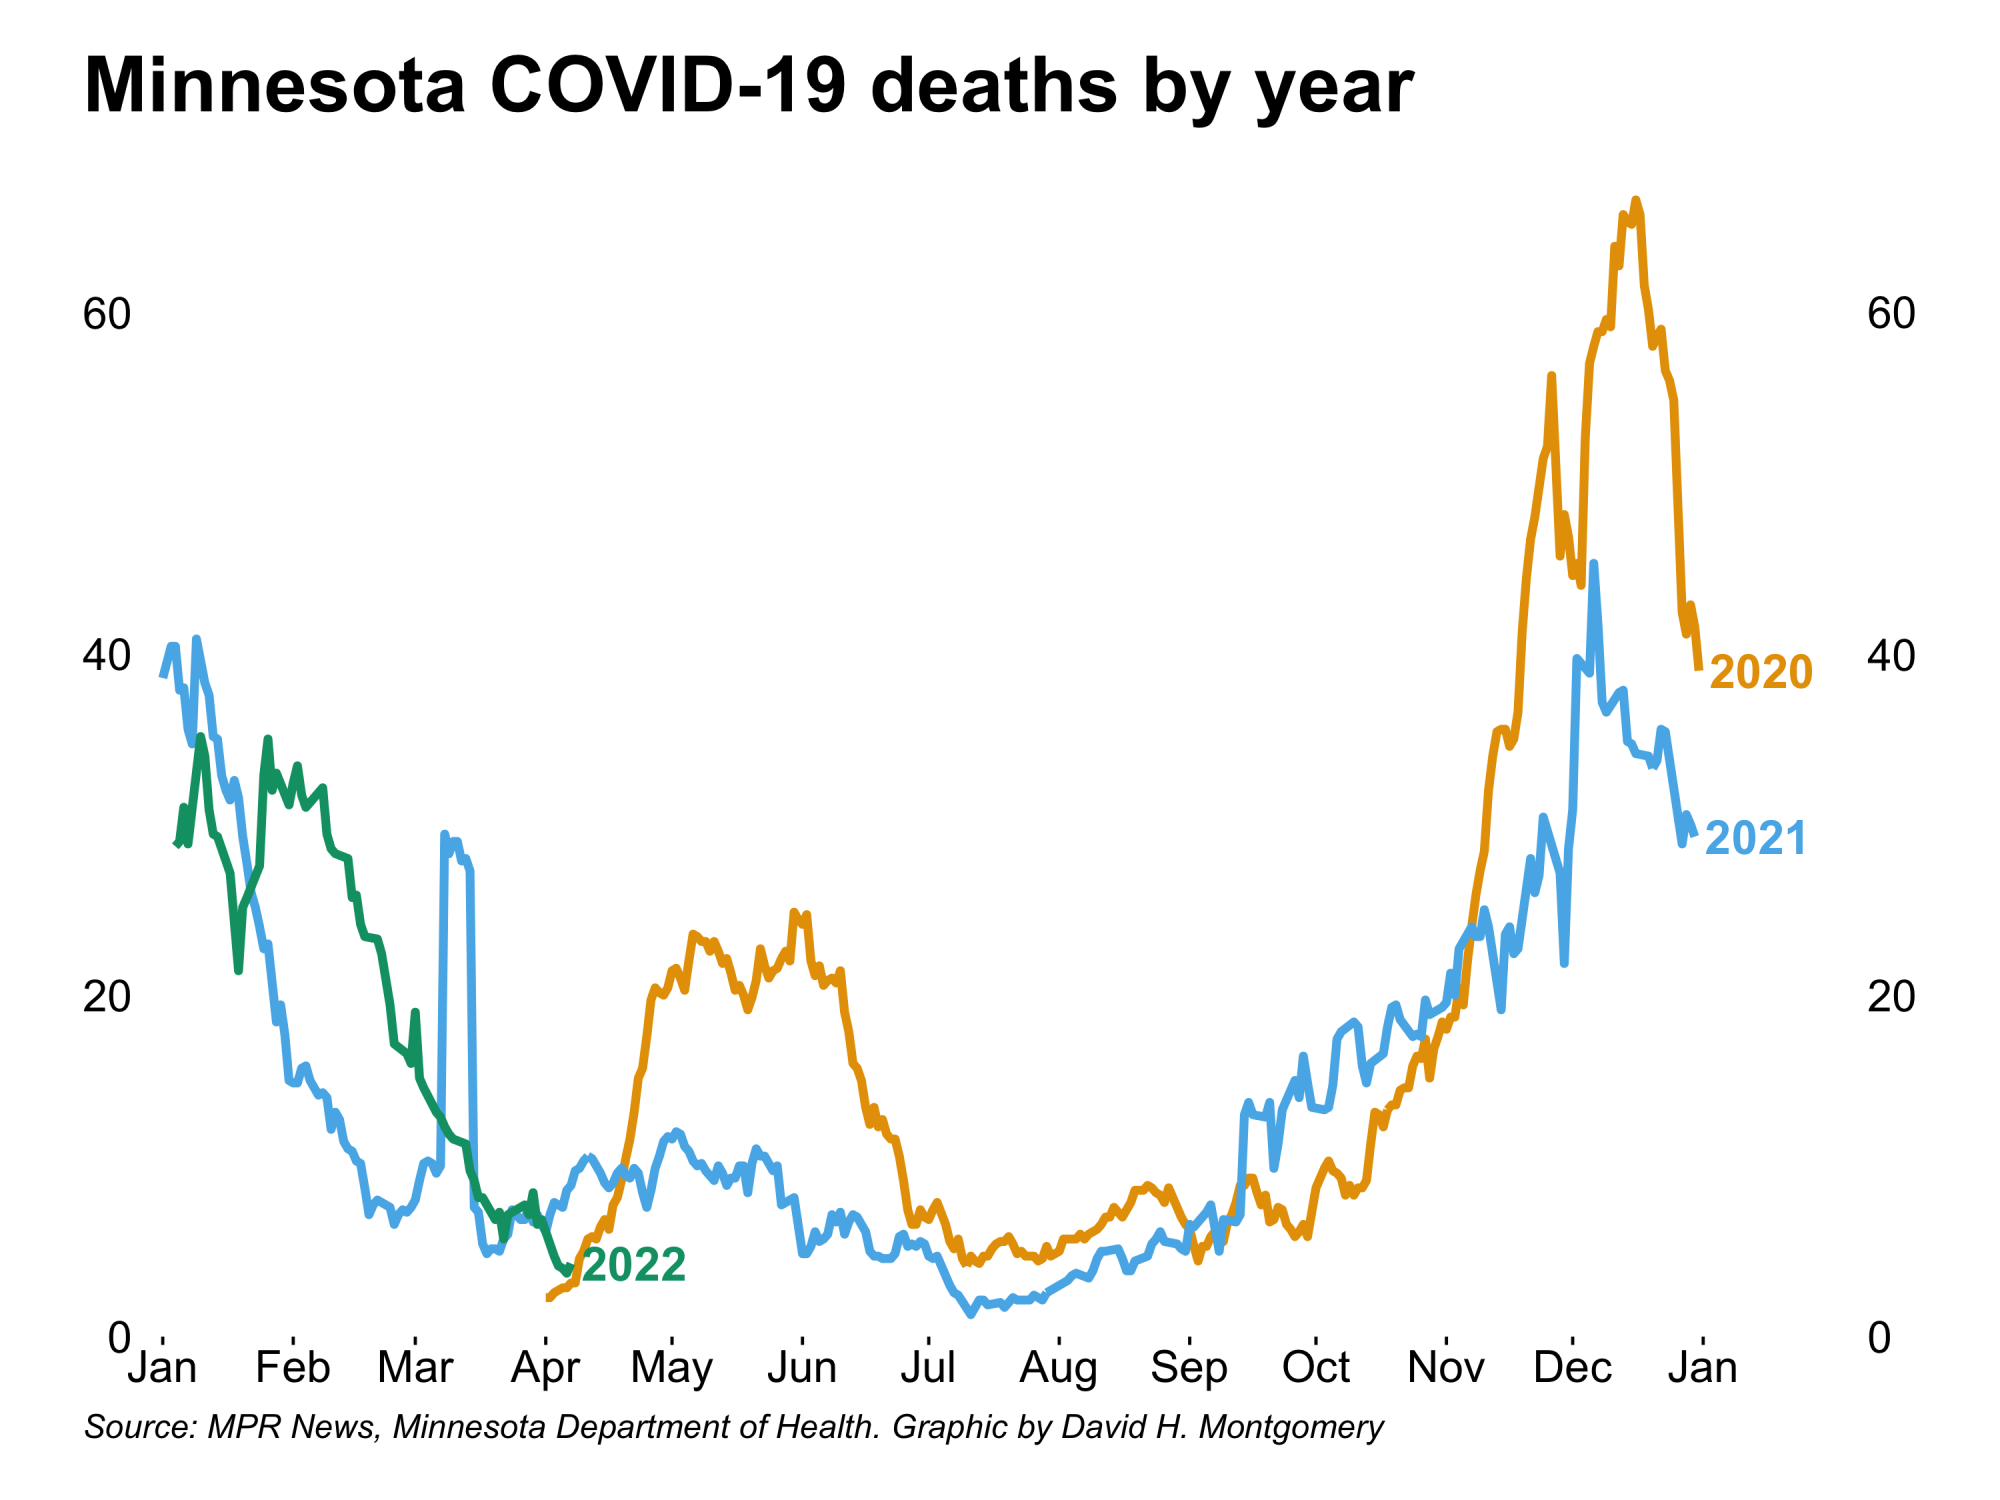 Minnesota COVID-19 deaths by year
60 60
40 40
2020
2021
20 20
2022
0 0
Jan Feb Mar Apr May Jun Jul Aug Sep Oct Nov Dec Jan
Source: MPR News, Minnesota Department of Health. Graphic by David H. Montgomery